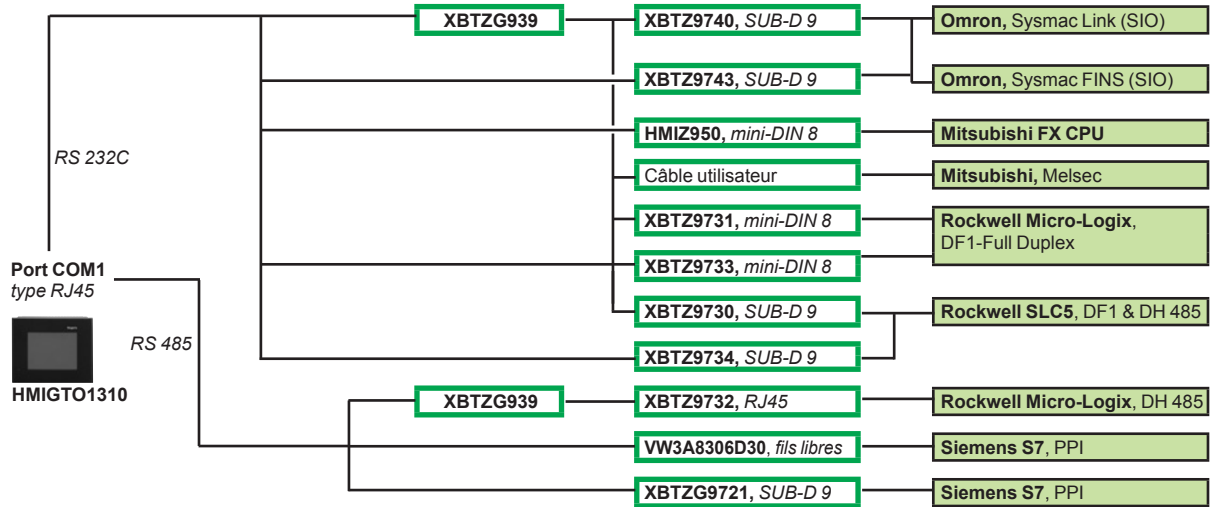 XBTZG939
XBTZ9740, SUB-D 9
Omron, Sysmac Link (SIO)
XBTZ9743, SUB-D 9
Omron, Sysmac FINS (SIO)
HMIZ950, mini-DIN 8
Mitsubishi FX CPU
RS 232C
Câble utilisateur
Mitsubishi, Melsec
XBTZ9731, mini-DIN 8
Rockwell Micro-Logix,
DF1-Full Duplex
XBTZ9733, mini-DIN 8
Port COM1
type RJ45
XBTZ9730, SUB-D 9
Rockwell SLC5, DF1 & DH 485
RS 485
XBTZ9734, SUB-D 9
HMIGTO1310
XBTZG939
XBTZ9732, RJ45
Rockwell Micro-Logix, DH 485
VW3A8306D30, fils libres
Siemens S7, PPI
XBTZG9721, SUB-D 9
Siemens S7, PPI